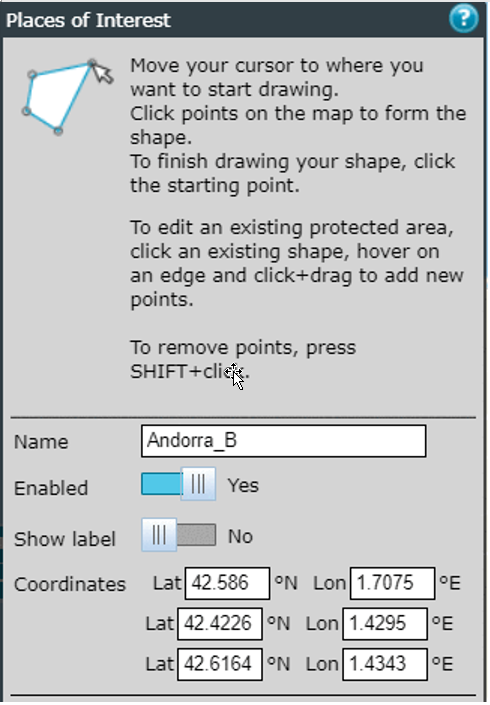 Places of Interest
?
Move your cursor to where you
want to start drawing.
Click points on the map to form the
shape.
To finish drawing your shape, click
the starting point.
To edit an existing protected area,
click an existing shape, hover on
an edge and click+drag to add new
points.
To remove points, press
SHIFT+click.
Name Andorra_B
Enabled Yes
Show label No
Coordinates Lat 42.586 °N Lon 1.7075 °E
Lat 42.4226 °N Lon 1.4295 °E
Lat 42.6164 °N Lon 1.4343 °E